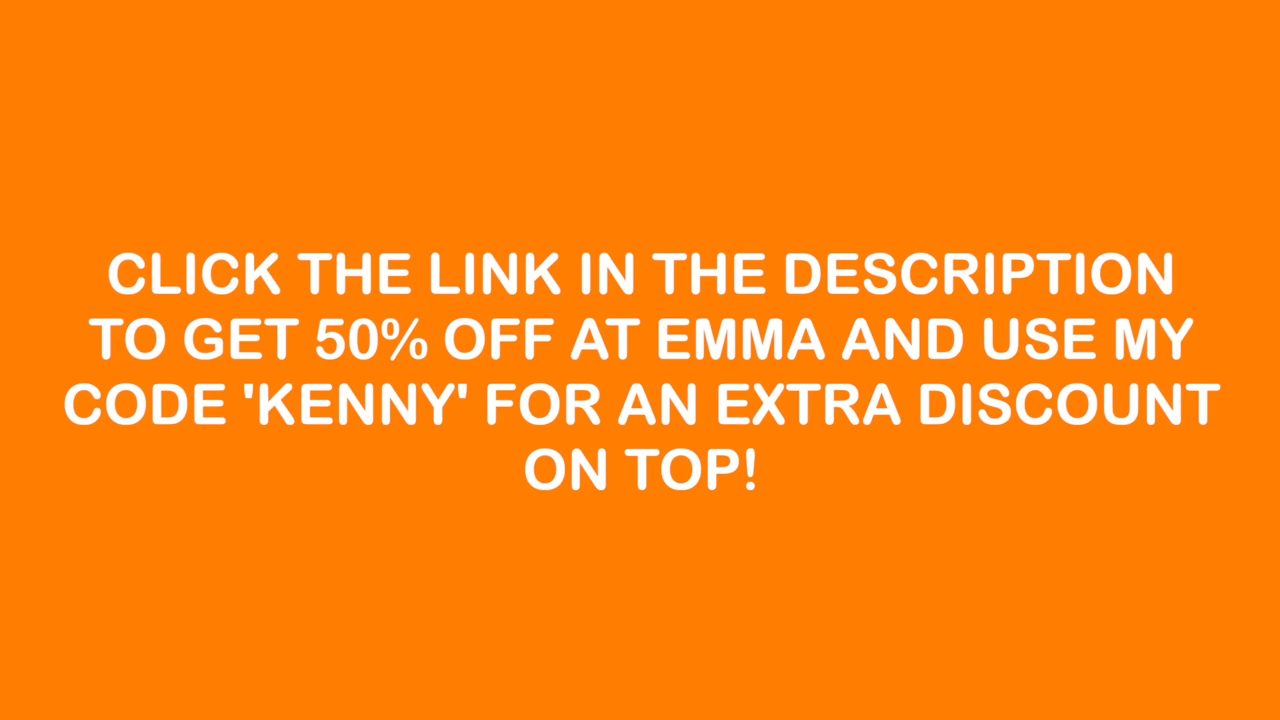 CLICK THE LINK IN THE DESCRIPTION
TO GET 50% OFF AT EMMA AND USE MY
CODE 'KENNY' FOR AN EXTRA DISCOUNT
ON TOP!